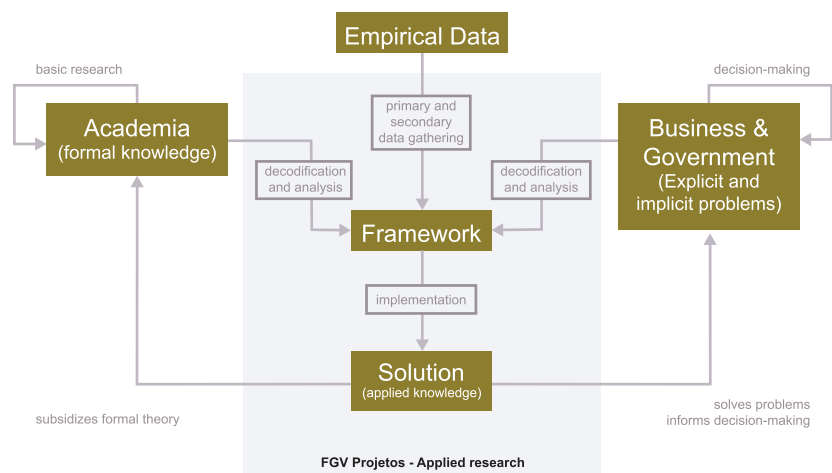 Empirical Data
basic research
decision-making
primary and
secondary
data gathering
Academia
(formal knowledge)
Business &
Government
(Explicit and
implicit problems)
decodification
and analysis
decodification
and analysis
Framework
implementation
Solution
(applied knowledge)
subsidizes formal theory
solves problems
informs decision-making
FGV Projetos - Applied research